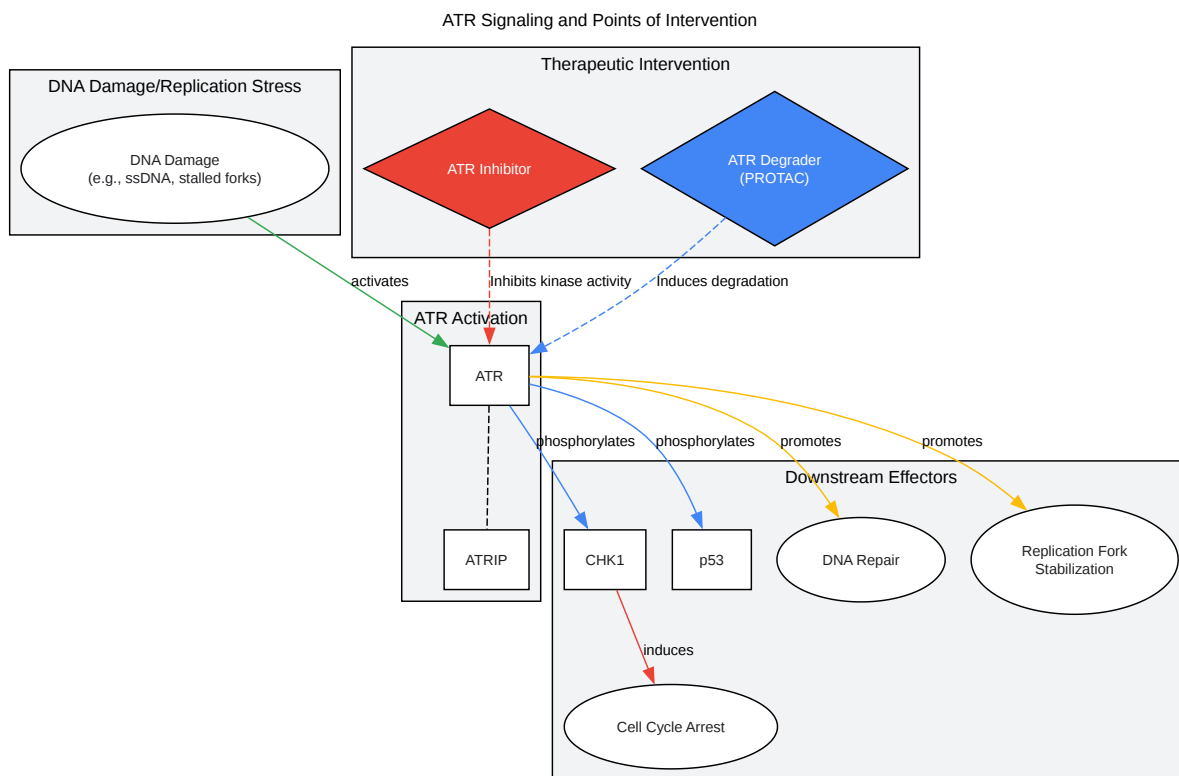 ATR Signaling and Points of Intervention
Therapeutic Intervention
DNA Damage/Replication Stress
DNA Damage
(e.g., ssDNA, stalled forks)
ATR Inhibitor
ATR Degrader
(PROTAC)
activates
Inhibits kinase activity
Induces degradation
ATR Activation
ATR
phosphorylates
phosphorylates
promotes
promotes
Downstream Effectors
ATRIP
CHK1
p53
DNA Repair
Replication Fork
Stabilization
induces
Cell Cycle Arrest